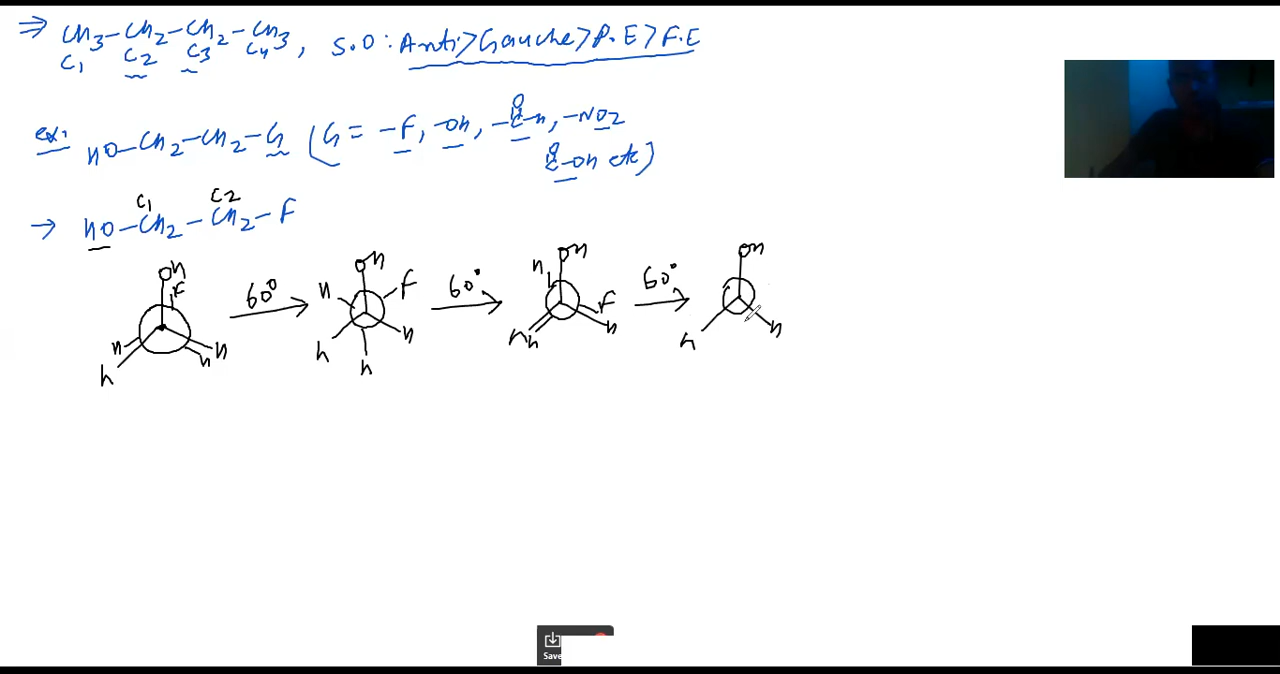 ⇒ CH3-CH2-CH2-CH3, S.O: Anti>Gauche>P.E>F.E
C1 C2 C3 C4
ex: HO-CH2-CH2-G (G = -F, -OH, -C-H, -NO2
O
O
C-OH etc)
C1 C2
→ HO-CH2-CH2-F
OH F H H H H
60°
OH F H H H H
60°
OH H F H H H
60°
OH H H
Save